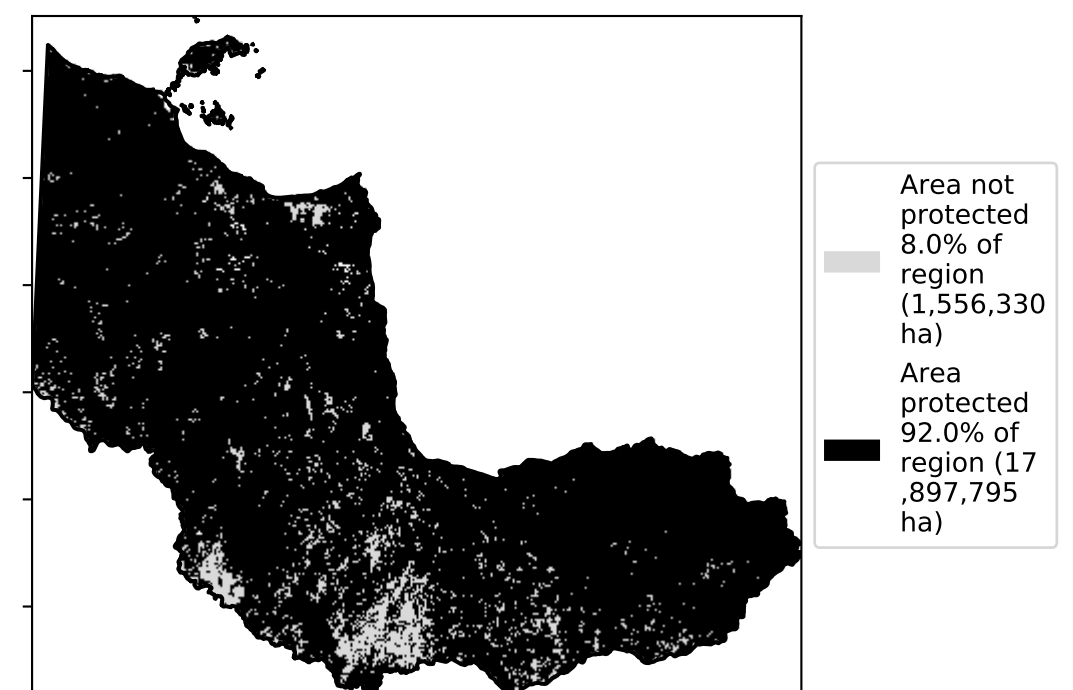 Area not
protected
8.0% of
region
(1,556,330
ha)
Area
protected
92.0% of
region (17
,897,795
ha)